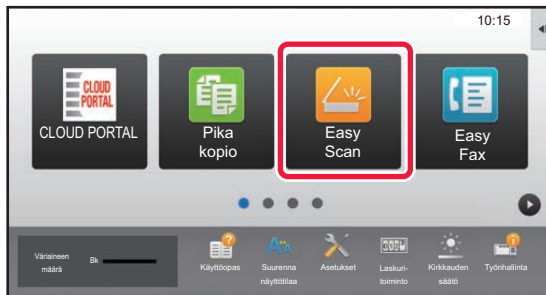 10:15
CLOUD
PORTAL
CLOUD PORTAL
Pika
kopio
Easy
Scan
Easy
Fax
Väriaineen
määrä
Bk
Käyttöopas
Suurenna
näyttötilaa
Asetukset
Laskuri-
toiminto
Kirkkauden
säätö
Työnhallinta